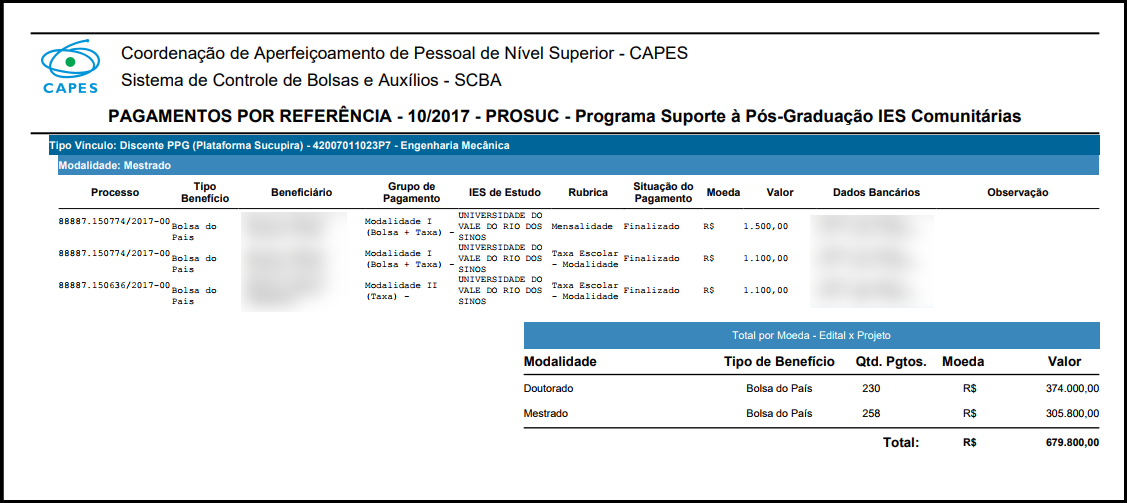 CAPES
Coordenação de Aperfeiçoamento de Pessoal de Nível Superior - CAPES
Sistema de Controle de Bolsas e Auxílios - SCBA
PAGAMENTOS POR REFERÊNCIA - 10/2017 - PROSUC - Programa Suporte à Pós-Graduação IES Comunitárias
Tipo Vínculo: Discente PPG (Plataforma Sucupira) - 42007011023P7 - Engenharia Mecânica
Modalidade: Mestrado
Processo Tipo Benefício Beneficiário Grupo de Pagamento IES de Estudo Rubrica Situação do Pagamento Moeda Valor Dados Bancários Observação
88887.150774/2017-00 Bolsa do País Modalidade I (Bolsa + Taxa) - UNIVERSIDADE DO VALE DO RIO DOS SINOS Mensalidade Finalizado R$ 1.500,00
88887.150774/2017-00 Bolsa do País Modalidade I (Bolsa + Taxa) - UNIVERSIDADE DO VALE DO RIO DOS SINOS Taxa Escolar - Modalidade Finalizado R$ 1.100,00
88887.150636/2017-00 Bolsa do País Modalidade II (Taxa) - UNIVERSIDADE DO VALE DO RIO DOS SINOS Taxa Escolar - Modalidade Finalizado R$ 1.100,00
Total por Moeda - Edital x Projeto
Modalidade Tipo de Benefício Qtd. Pgtos. Moeda Valor
Doutorado Bolsa do País 230 R$ 374.000,00
Mestrado Bolsa do País 258 R$ 305.800,00
Total: R$ 679.800,00